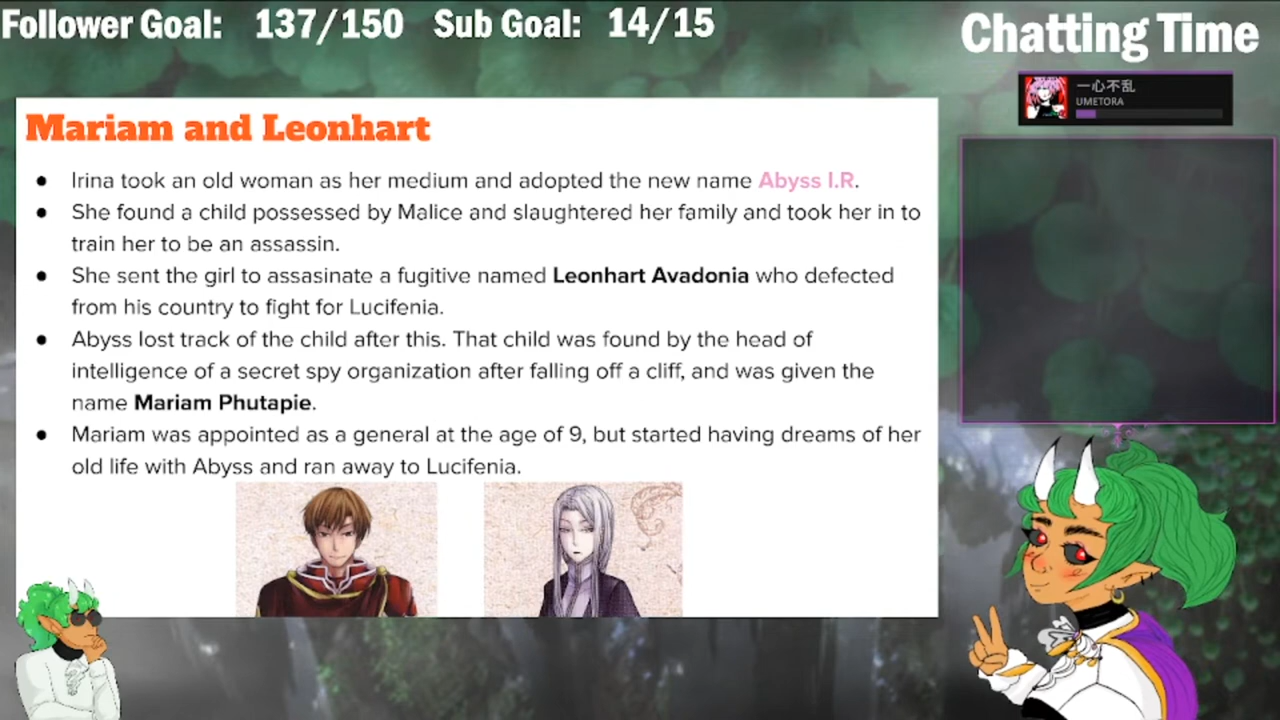 Follower Goal: 137/150 Sub Goal: 14/15
Chatting Time
一心不乱
UMETORA
Mariam and Leonhart
● Irina took an old woman as her medium and adopted the new name Abyss I.R.
● She found a child possessed by Malice and slaughtered her family and took her in to
train her to be an assassin.
● She sent the girl to assasinate a fugitive named Leonhart Avadonia who defected
from his country to fight for Lucifenia.
● Abyss lost track of the child after this. That child was found by the head of
intelligence of a secret spy organization after falling off a cliff, and was given the
name Mariam Phutapie.
● Mariam was appointed as a general at the age of 9, but started having dreams of her
old life with Abyss and ran away to Lucifenia.